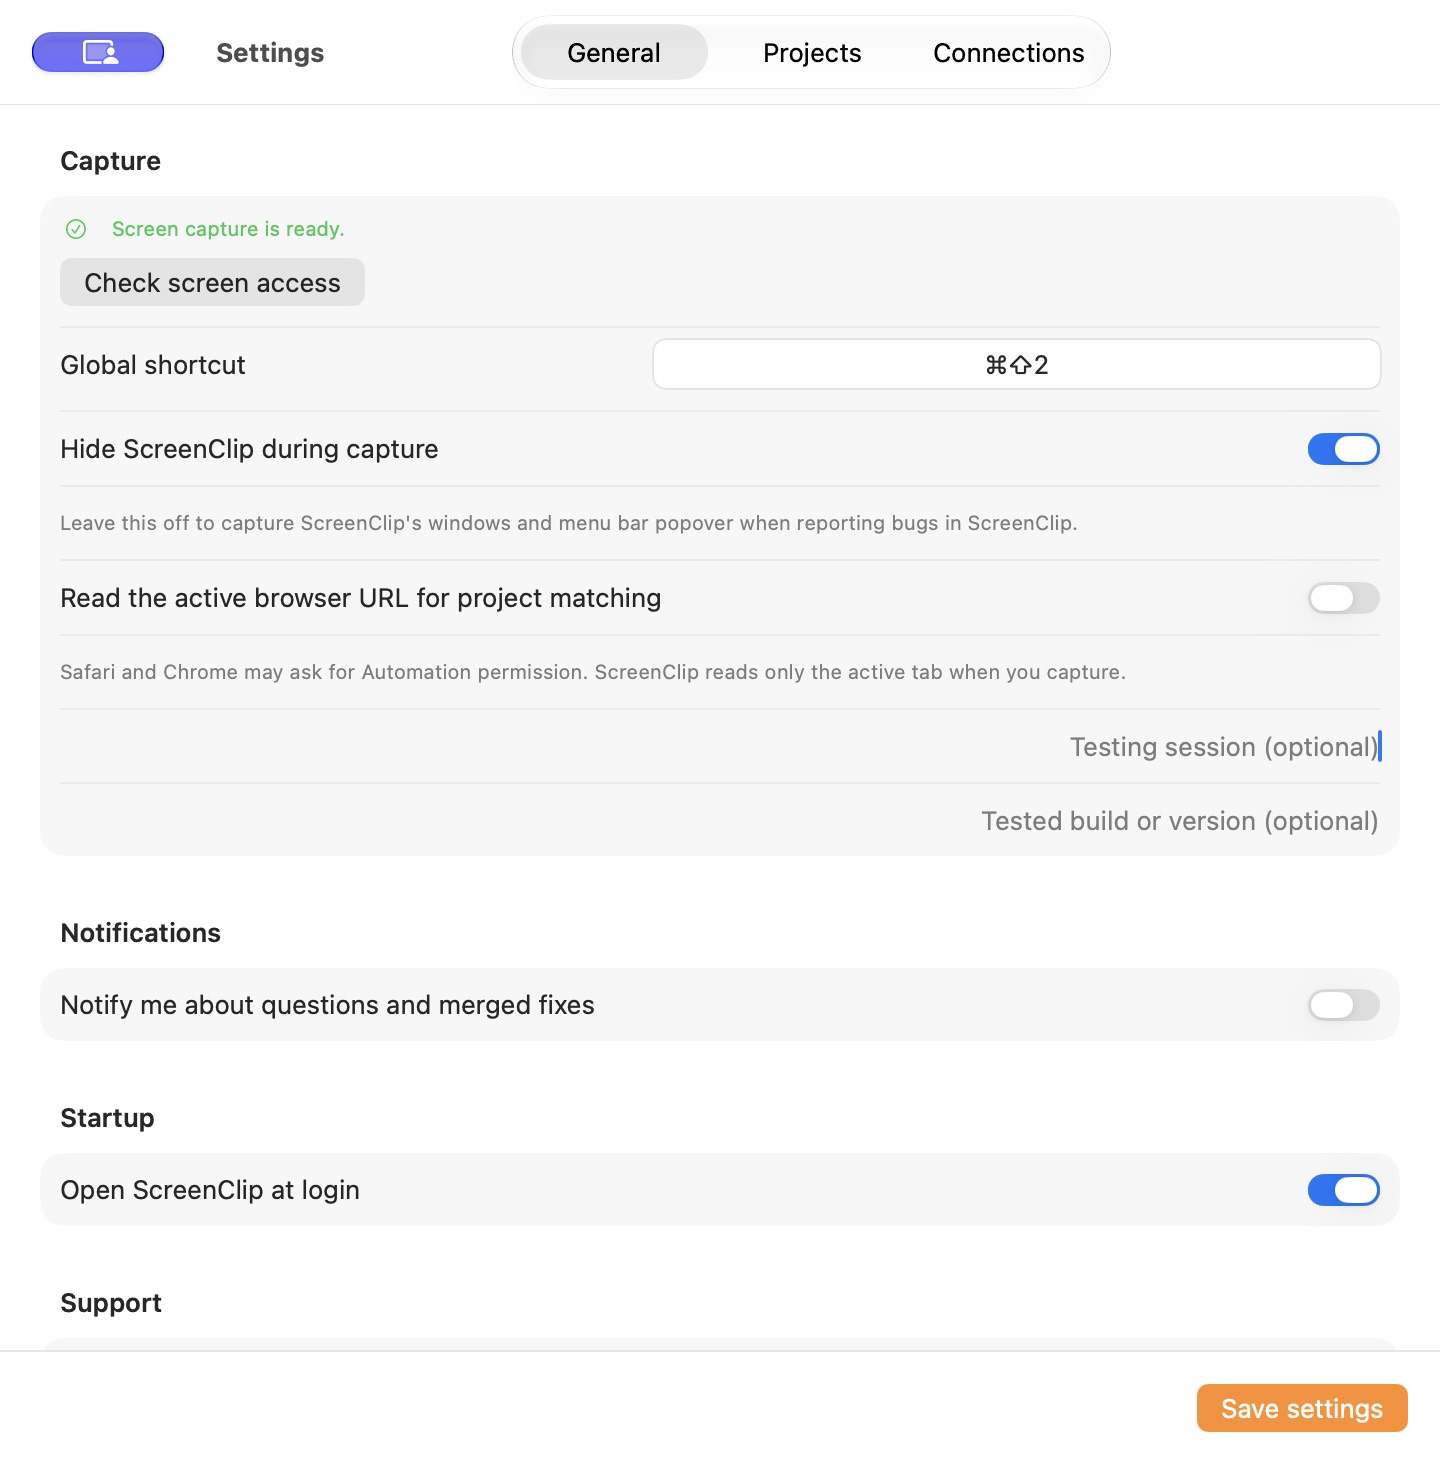 Settings
General
Projects
Connections
Capture
Screen capture is ready.
Check screen access
Global shortcut
⌘⇧2
Hide ScreenClip during capture
Leave this off to capture ScreenClip's windows and menu bar popover when reporting bugs in ScreenClip.
Read the active browser URL for project matching
Safari and Chrome may ask for Automation permission. ScreenClip reads only the active tab when you capture.
Testing session (optional)
Tested build or version (optional)
Notifications
Notify me about questions and merged fixes
Startup
Open ScreenClip at login
Support
Save settings